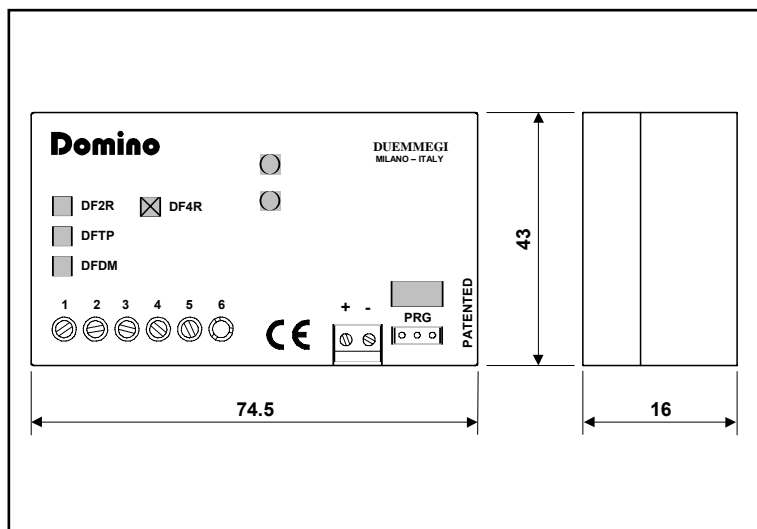 Domino
DUEMMEGI
MILANO – ITALY
DF2R DF4R
DFTP
DFDM
1 2 3 4 5 6
CE
+ -
PRG
PATENTED
43
74.5
16